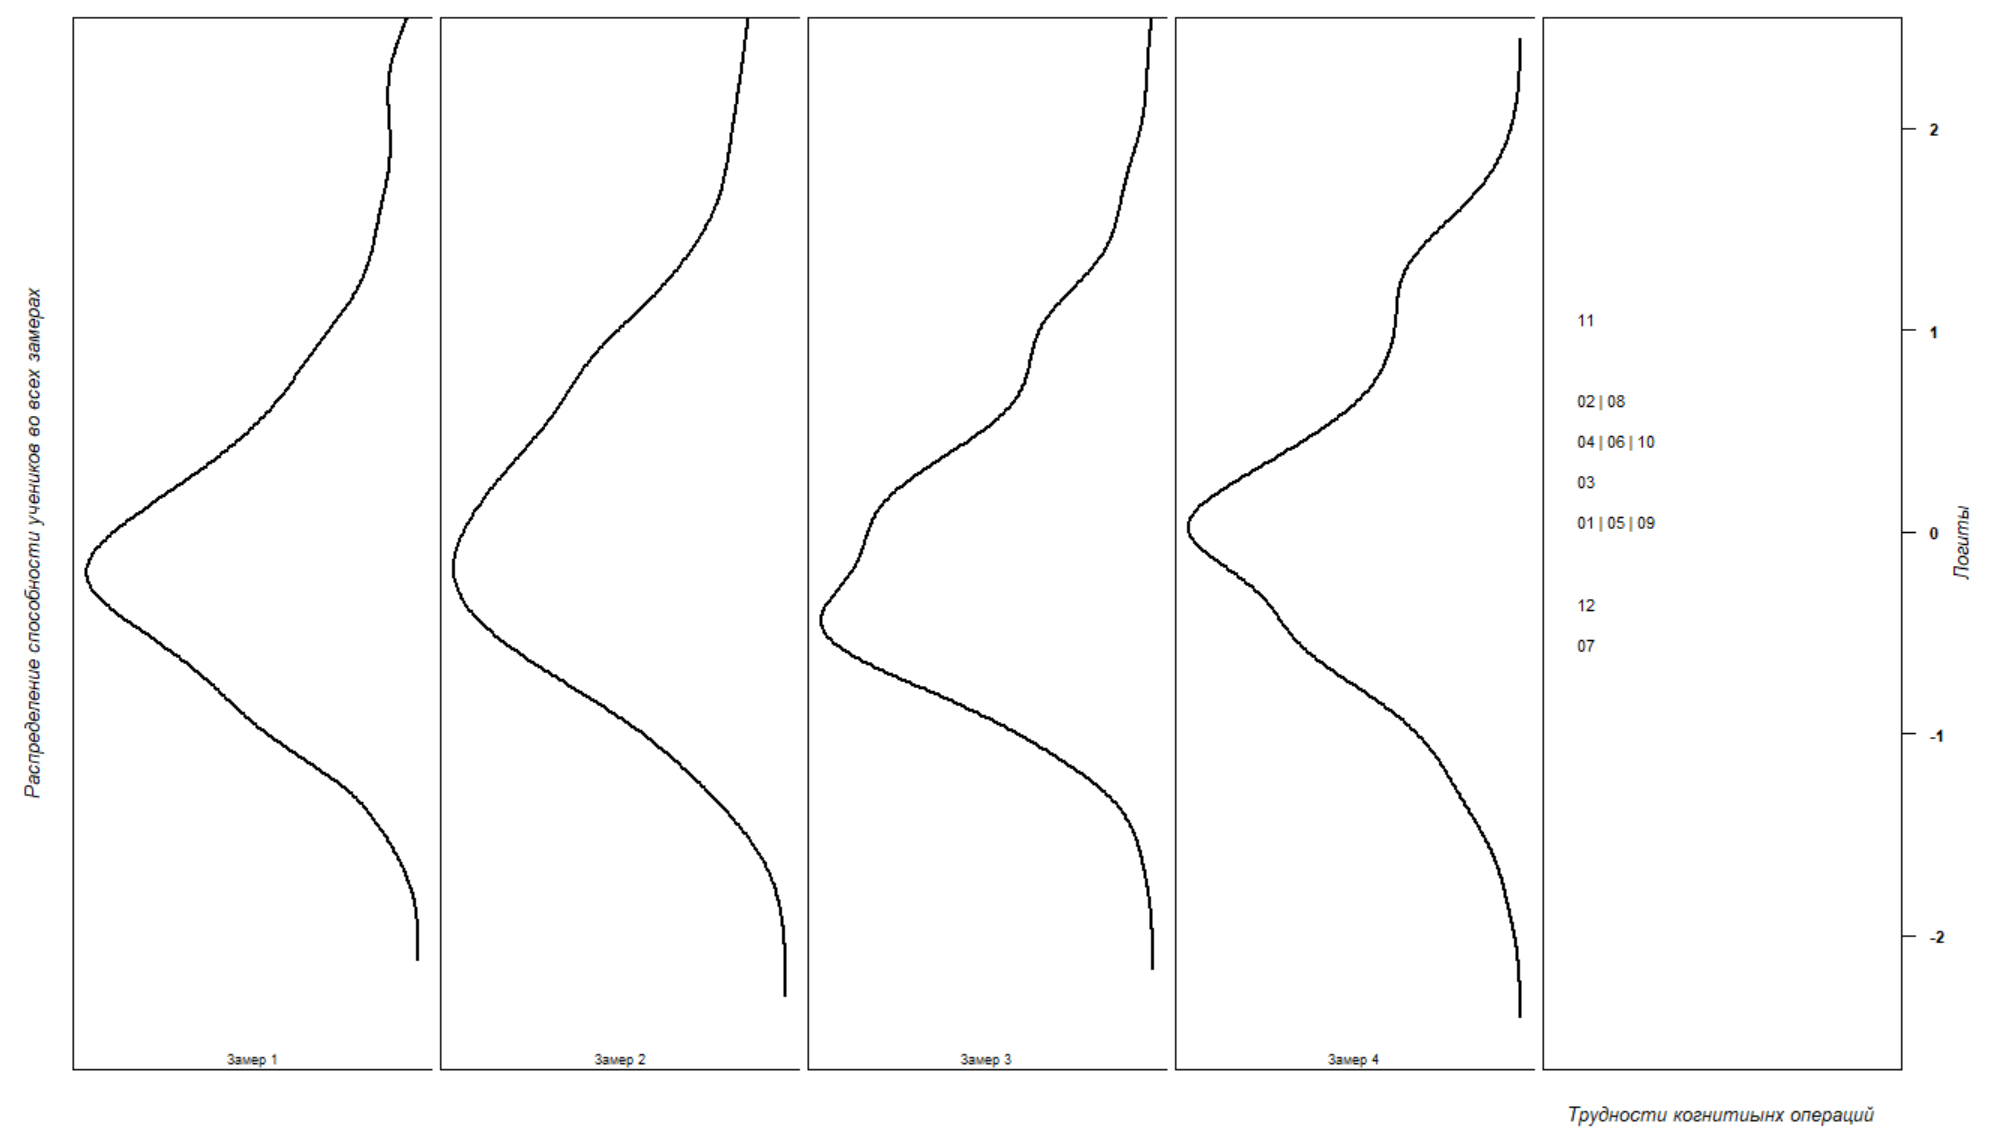 Распределение способности учеников во всех замерах
Замер 1
Замер 2
Замер 3
Замер 4
11
02 | 08
04 | 06 | 10
03
01 | 05 | 09
12
07
2
1
0
-1
-2
Логиты
Трудности когнитиынх операций